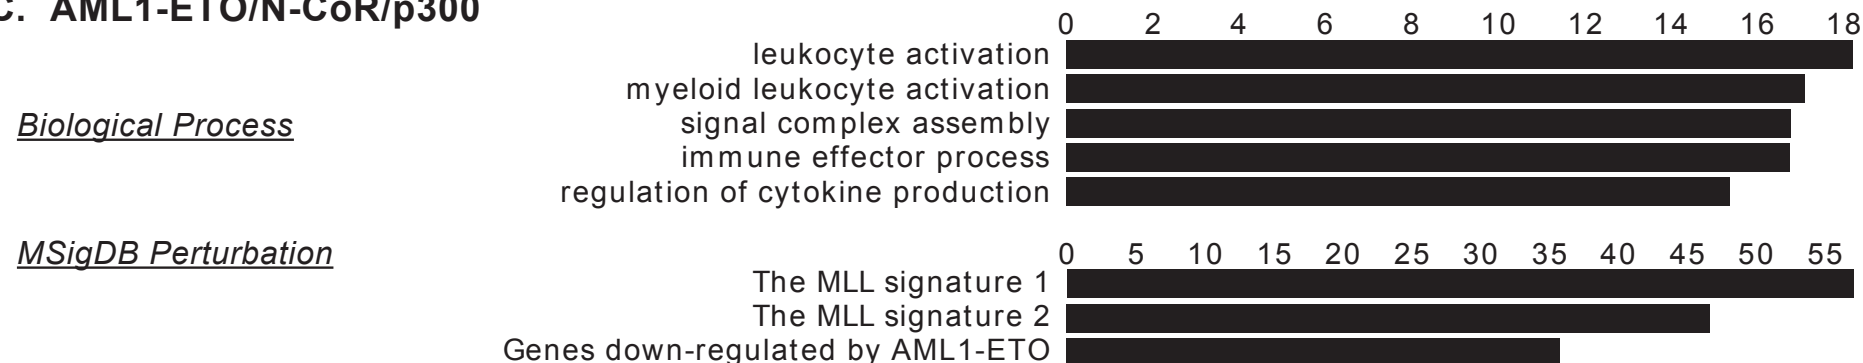 C. AML1-ETO/N-CoR/p300
0 2 4 6 8 10 12 14 16 18
leukocyte activation
myeloid leukocyte activation
Biological Process
signal complex assembly
immune effector process
regulation of cytokine production
MSigDB Perturbation
0 5 10 15 20 25 30 35 40 45 50 55
The MLL signature 1
The MLL signature 2
Genes down-regulated by AML1-ETO